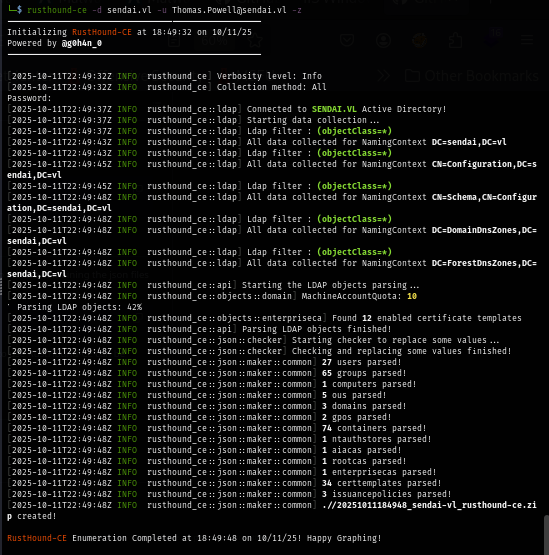 └─$ rusthound-ce -d sendai.vl -u Thomas.Powell@sendai.vl -z
Initializing RustHound-CE at 18:49:32 on 10/11/25
Powered by @g0h4n_0
Other Bookmarks
[2025-10-11T22:49:32Z INFO  rusthound_ce] Verbosity level: Info
[2025-10-11T22:49:32Z INFO  rusthound_ce] Collection method: All
Password:
[2025-10-11T22:49:37Z INFO  rusthound_ce::ldap] Connected to SENDAI.VL Active Directory!
[2025-10-11T22:49:37Z INFO  rusthound_ce::ldap] Starting data collection...
[2025-10-11T22:49:37Z INFO  rusthound_ce::ldap] Ldap filter : (objectClass=*)
[2025-10-11T22:49:43Z INFO  rusthound_ce::ldap] All data collected for NamingContext DC=sendai,DC=vl
[2025-10-11T22:49:43Z INFO  rusthound_ce::ldap] Ldap filter : (objectClass=*)
[2025-10-11T22:49:45Z INFO  rusthound_ce::ldap] All data collected for NamingContext CN=Configuration,DC=s
endai,DC=vl
[2025-10-11T22:49:45Z INFO  rusthound_ce::ldap] Ldap filter : (objectClass=*)
[2025-10-11T22:49:48Z INFO  rusthound_ce::ldap] All data collected for NamingContext CN=Schema,CN=Configur
ation,DC=sendai,DC=vl
[2025-10-11T22:49:48Z INFO  rusthound_ce::ldap] Ldap filter : (objectClass=*)
[2025-10-11T22:49:48Z INFO  rusthound_ce::ldap] All data collected for NamingContext DC=DomainDnsZones,DC=
sendai,DC=vl
[2025-10-11T22:49:48Z INFO  rusthound_ce::ldap] Ldap filter : (objectClass=*)
[2025-10-11T22:49:48Z INFO  rusthound_ce::ldap] All data collected for NamingContext DC=ForestDnsZones,DC=
sendai,DC=vl
[2025-10-11T22:49:48Z INFO  rusthound_ce::api] Starting the LDAP objects parsing...
[2025-10-11T22:49:48Z INFO  rusthound_ce::objects::domain] MachineAccountQuota: 10
Parsing LDAP objects: 42%
[2025-10-11T22:49:48Z INFO  rusthound_ce::objects::enterpriseca] Found 12 enabled certificate templates
[2025-10-11T22:49:48Z INFO  rusthound_ce::api] Parsing LDAP objects finished!
[2025-10-11T22:49:48Z INFO  rusthound_ce::json::checker] Starting checker to replace some values...
[2025-10-11T22:49:48Z INFO  rusthound_ce::json::checker] Checking and replacing some values finished!
[2025-10-11T22:49:48Z INFO  rusthound_ce::json::maker::common] 27 users parsed!
[2025-10-11T22:49:48Z INFO  rusthound_ce::json::maker::common] 65 groups parsed!
[2025-10-11T22:49:48Z INFO  rusthound_ce::json::maker::common] 1 computers parsed!
[2025-10-11T22:49:48Z INFO  rusthound_ce::json::maker::common] 5 ous parsed!
[2025-10-11T22:49:48Z INFO  rusthound_ce::json::maker::common] 3 domains parsed!
[2025-10-11T22:49:48Z INFO  rusthound_ce::json::maker::common] 2 gpos parsed!
[2025-10-11T22:49:48Z INFO  rusthound_ce::json::maker::common] 74 containers parsed!
[2025-10-11T22:49:48Z INFO  rusthound_ce::json::maker::common] 1 ntauthstores parsed!
[2025-10-11T22:49:48Z INFO  rusthound_ce::json::maker::common] 1 aiacas parsed!
[2025-10-11T22:49:48Z INFO  rusthound_ce::json::maker::common] 1 rootcas parsed!
[2025-10-11T22:49:48Z INFO  rusthound_ce::json::maker::common] 1 enterprisecas parsed!
[2025-10-11T22:49:48Z INFO  rusthound_ce::json::maker::common] 34 certtemplates parsed!
[2025-10-11T22:49:48Z INFO  rusthound_ce::json::maker::common] 3 issuancepolicies parsed!
[2025-10-11T22:49:48Z INFO  rusthound_ce::json::maker::common] .//20251011184948_sendai-vl_rusthound-ce.zi
p created!
RustHound-CE Enumeration Completed at 18:49:48 on 10/11/25! Happy Graphing!